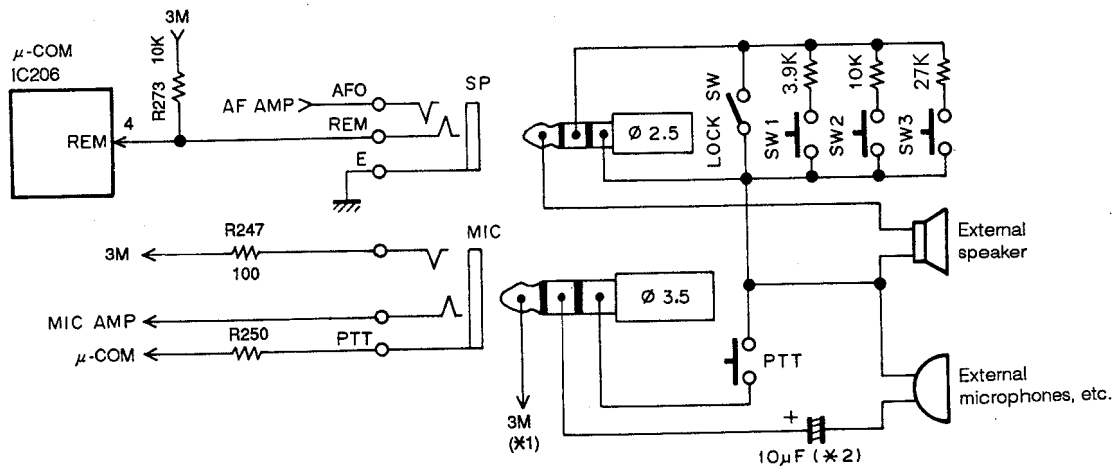 3M
μ-COM
IC206
R273 10K
REM
4
AF AMP
AFO
REM
E
SP
Ø 2.5
LOCK SW
3.9K
SW1
10K
SW2
27K
SW3
External
speaker
3M
R247
100
MIC
MIC AMP
μ-COM
R250
PTT
Ø 3.5
3M
(*1)
PTT
+
10μF (*2)
External
microphones, etc.